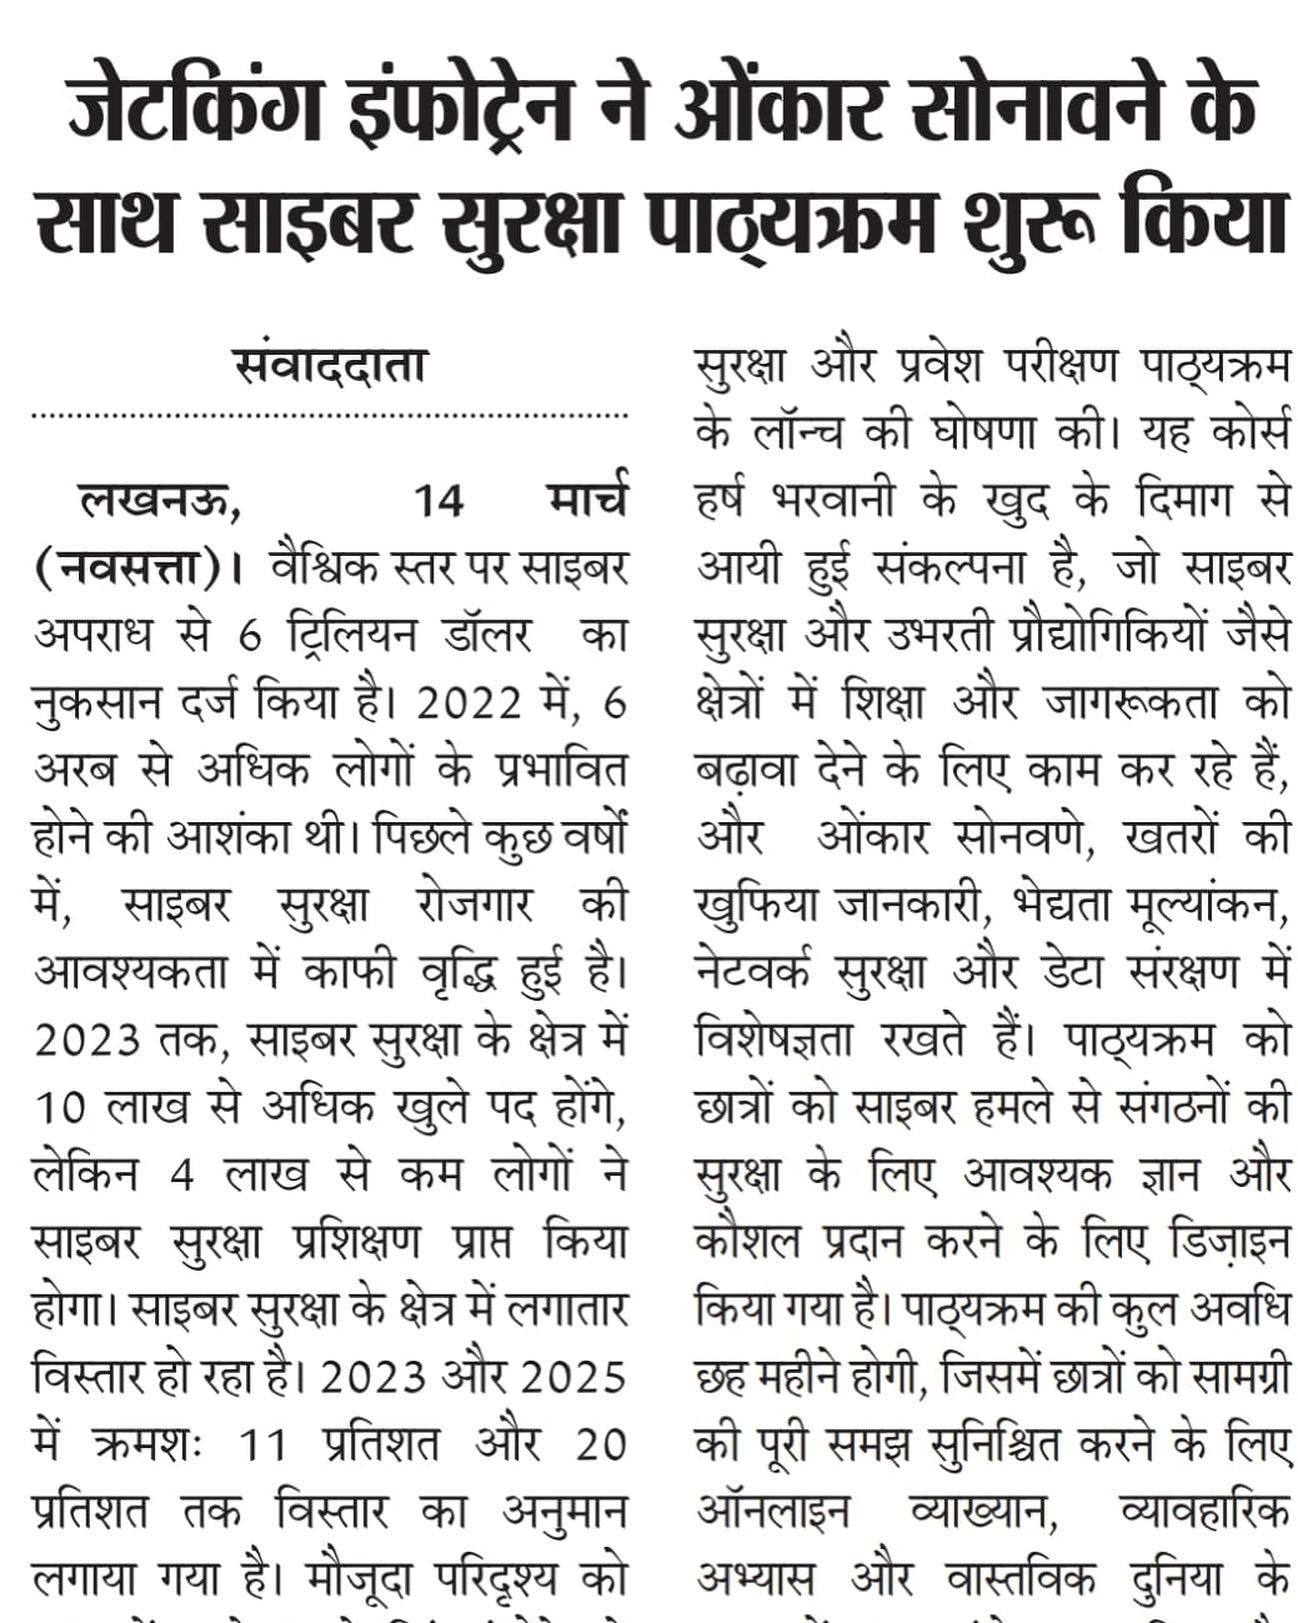 जेटकिंग इंफोट्रेन ने ओंकार सोनावने के
साथ साइबर सुरक्षा पाठ्यक्रम शुरू किया
संवाददाता
लखनऊ, 14 मार्च
(नवसत्ता)। वैश्विक स्तर पर साइबर
अपराध से 6 ट्रिलियन डॉलर का
नुकसान दर्ज किया है। 2022 में, 6
अरब से अधिक लोगों के प्रभावित
होने की आशंका थी। पिछले कुछ वर्षों
में, साइबर सुरक्षा रोजगार की
आवश्यकता में काफी वृद्धि हुई है।
2023 तक, साइबर सुरक्षा के क्षेत्र में
10 लाख से अधिक खुले पद होंगे,
लेकिन 4 लाख से कम लोगों ने
साइबर सुरक्षा प्रशिक्षण प्राप्त किया
होगा। साइबर सुरक्षा के क्षेत्र में लगातार
विस्तार हो रहा है। 2023 और 2025
में क्रमशः 11 प्रतिशत और 20
प्रतिशत तक विस्तार का अनुमान
लगाया गया है। मौजूदा परिदृश्य को
सुरक्षा और प्रवेश परीक्षण पाठ्यक्रम
के लॉन्च की घोषणा की। यह कोर्स
हर्ष भरवानी के खुद के दिमाग से
आयी हुई संकल्पना है, जो साइबर
सुरक्षा और उभरती प्रौद्योगिकियों जैसे
क्षेत्रों में शिक्षा और जागरूकता को
बढ़ावा देने के लिए काम कर रहे हैं,
और ओंकार सोनवणे, खतरों की
खुफिया जानकारी, भेद्यता मूल्यांकन,
नेटवर्क सुरक्षा और डेटा संरक्षण में
विशेषज्ञता रखते हैं। पाठ्यक्रम को
छात्रों को साइबर हमले से संगठनों की
सुरक्षा के लिए आवश्यक ज्ञान और
कौशल प्रदान करने के लिए डिज़ाइन
किया गया है। पाठ्यक्रम की कुल अवधि
छह महीने होगी, जिसमें छात्रों को सामग्री
की पूरी समझ सुनिश्चित करने के लिए
ऑनलाइन व्याख्यान, व्यावहारिक
अभ्यास और वास्तविक दुनिया के